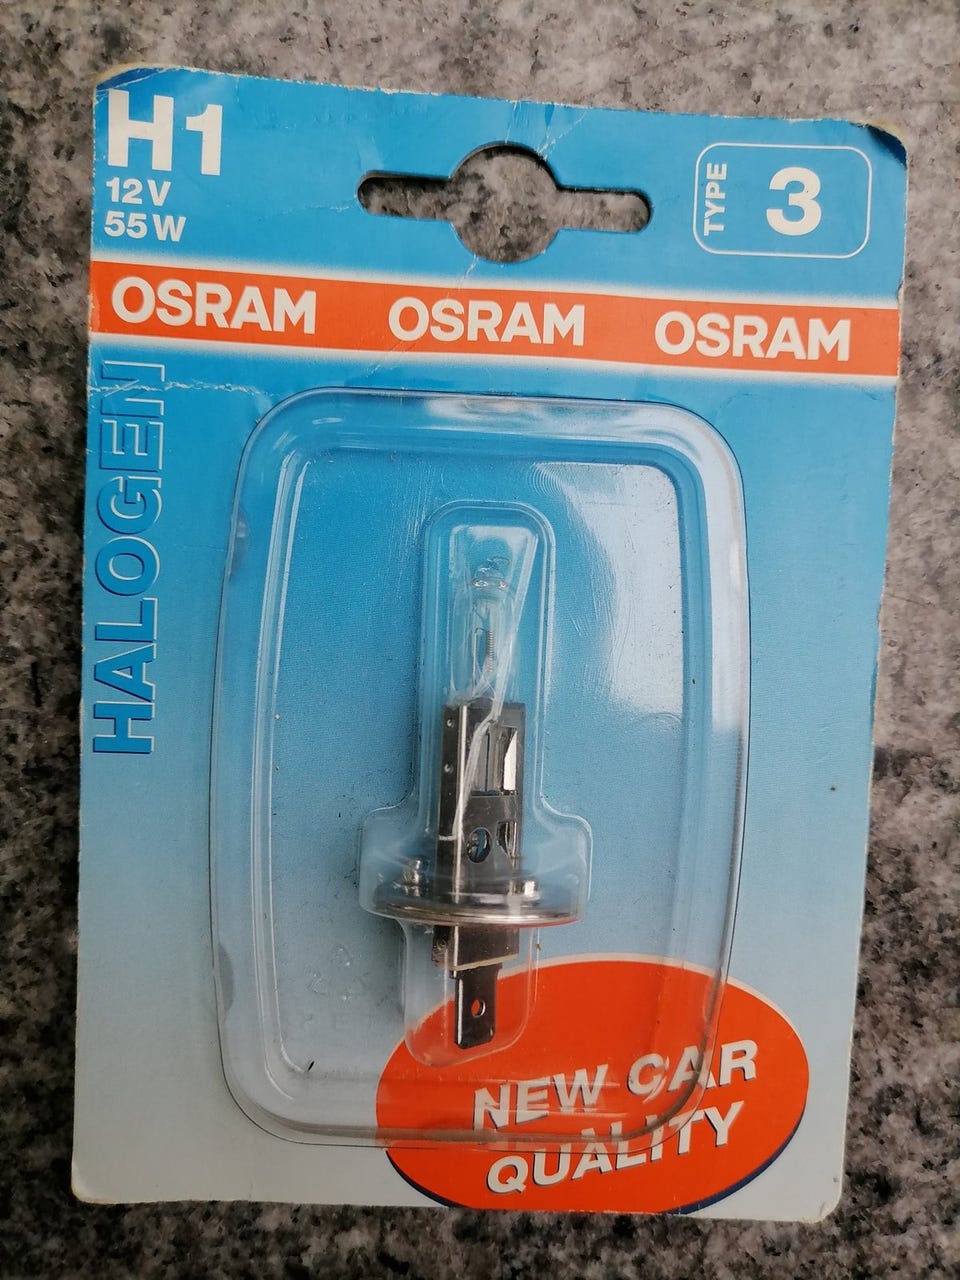 H1
12 V
55 W
TYPE 3
OSRAM OSRAM OSRAM
HALOGEN
NEW CAR
QUALITY